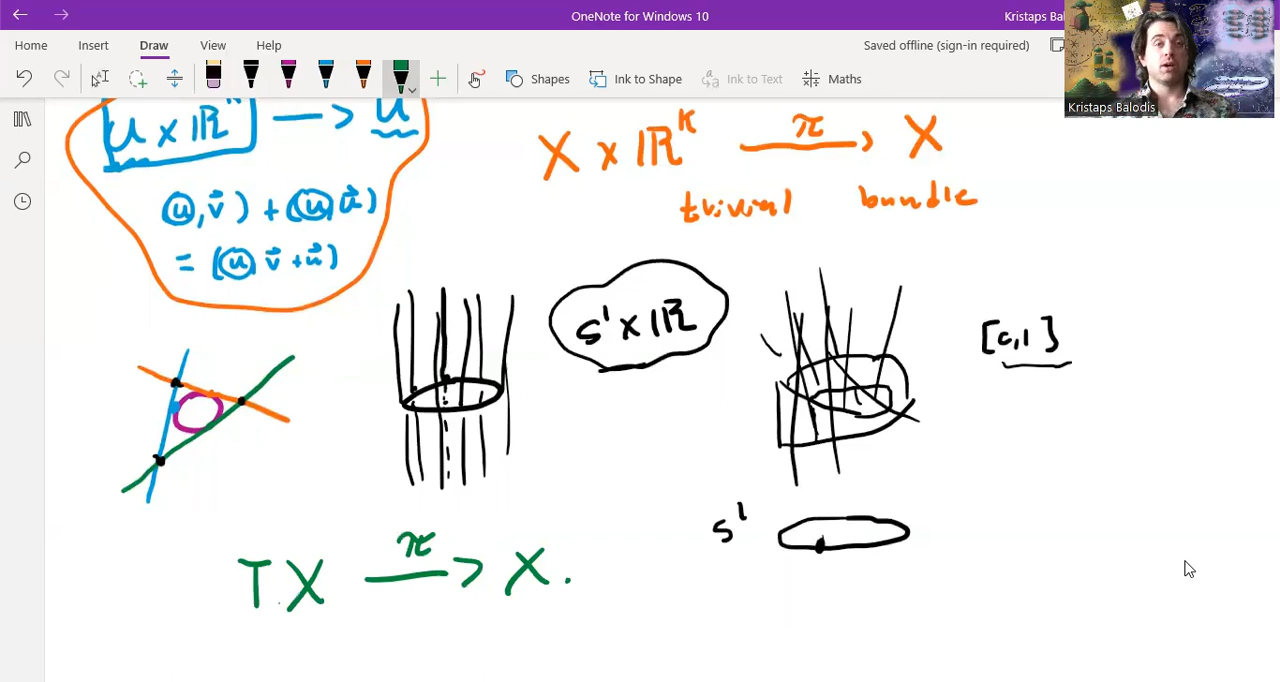 OneNote for Windows 10
Kristaps Ba
Home Insert Draw View Help
Saved offline (sign-in required)
Shapes Ink to Shape Ink to Text Maths
Kristaps Balodis
U x ℝᵏ —> U
(u, v⃗) + (u, u⃗)
= (u, v⃗ + u⃗)
X x ℝᵏ —π—> X
trivial bundle
S¹ x ℝ
[0,1]
S¹
TX —π—> X.